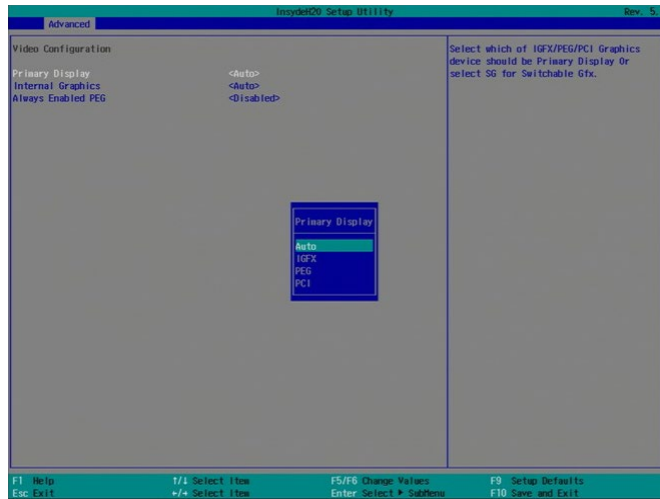 InsydeH20 Setup Utility Rev. 5.
Advanced
Video Configuration
Primary Display <Auto>
Internal Graphics <Auto>
Always Enabled PEG <Disabled>
Select which of IGFX/PEG/PCI Graphics
device should be Primary Display Or
select SG for Switchable Gfx.
Primary Display
Auto
IGFX
PEG
PCI
F1 Help ↑/↓ Select Item F5/F6 Change Values F9 Setup Defaults
Esc Exit ←/→ Select Item Enter Select ▶ SubMenu F10 Save and Exit